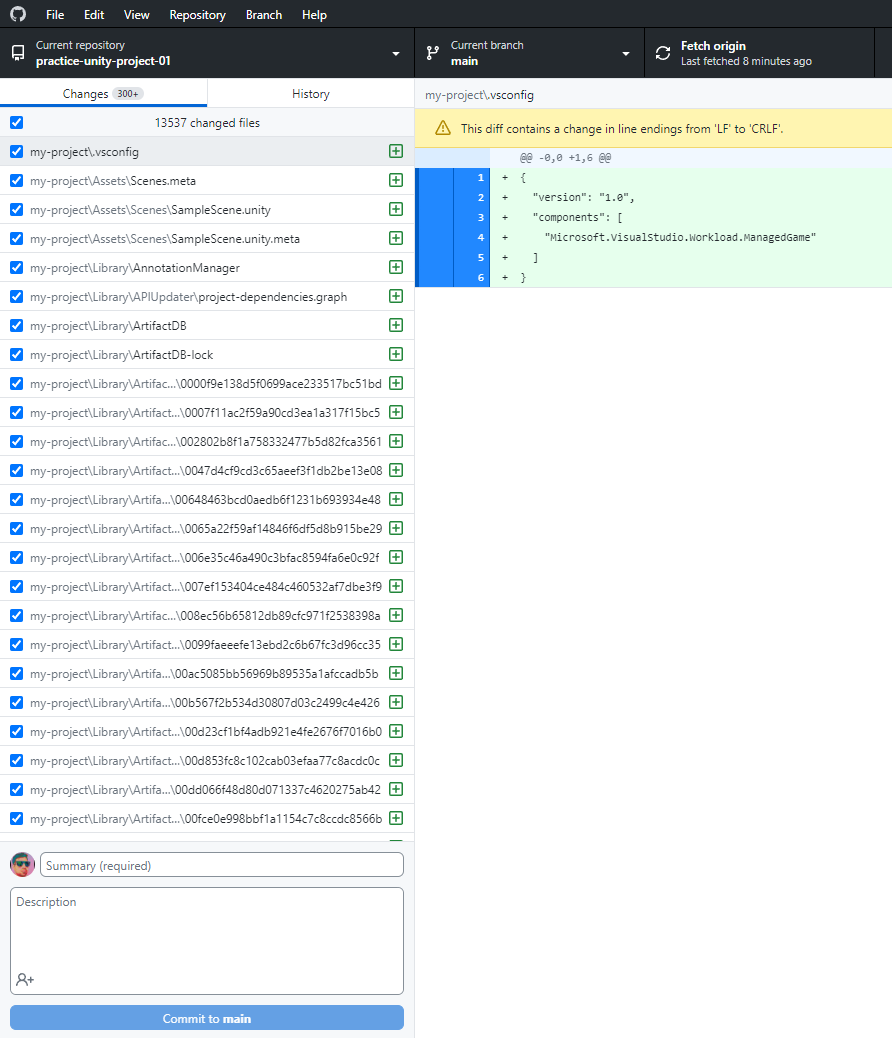 File Edit View Repository Branch Help
Current repository
practice-unity-project-01
Current branch
main
Fetch origin
Last fetched 8 minutes ago
Changes 300+
History
13537 changed files
my-project\.vsconfig
my-project\Assets\Scenes.meta
my-project\Assets\Scenes\SampleScene.unity
my-project\Assets\Scenes\SampleScene.unity.meta
my-project\Library\AnnotationManager
my-project\Library\APIUpdater\project-dependencies.graph
my-project\Library\ArtifactDB
my-project\Library\ArtifactDB-lock
my-project\Library\Artifac...\0000f9e138d5f0699ace233517bc51bd
my-project\Library\Artifact...\0007f11ac2f59a90cd3ea1a317f15bc5
my-project\Library\Artifac...\002802b8f1a758332477b5d82fca3561
my-project\Library\Artifact...\0047d4cf9cd3c65aeef3f1db2be13e08
my-project\Library\Artifa...\00648463bcd0aedb6f1231b693934e48
my-project\Library\Artifact...\0065a22f59af14846f6df5d8b915be29
my-project\Library\Artifact...\006e35c46a490c3bfac8594fa6e0c92f
my-project\Library\Artifact...\007ef153404ce484c460532af7dbe3f9
my-project\Library\Artifact...\008ec56b65812db89cfc971f2538398a
my-project\Library\Artifact...\0099faeeefe13ebd2c6b67fc3d96cc35
my-project\Library\Artifa...\00ac5085bb56969b89535a1afccadb5b
my-project\Library\Artifa...\00b567f2b534d30807d03c2499c4e426
my-project\Library\Artifact...\00d23cf1bf4adb921e4fe2676f7016b0
my-project\Library\Artifact...\00d853fc8c102cab03efaa77c8acdc0c
my-project\Library\Artifa...\00dd066f48d80d071337c4620275ab42
my-project\Library\Artifact...\00fce0e998bbf1a1154c7c8ccdc8566b
Summary (required)
Description
Commit to main
my-project\.vsconfig
This diff contains a change in line endings from 'LF' to 'CRLF'.
@@ -0,0 +1,6 @@
1 + {
2 + "version": "1.0",
3 + "components": [
4 + "Microsoft.VisualStudio.Workload.ManagedGame"
5 + ]
6 + }